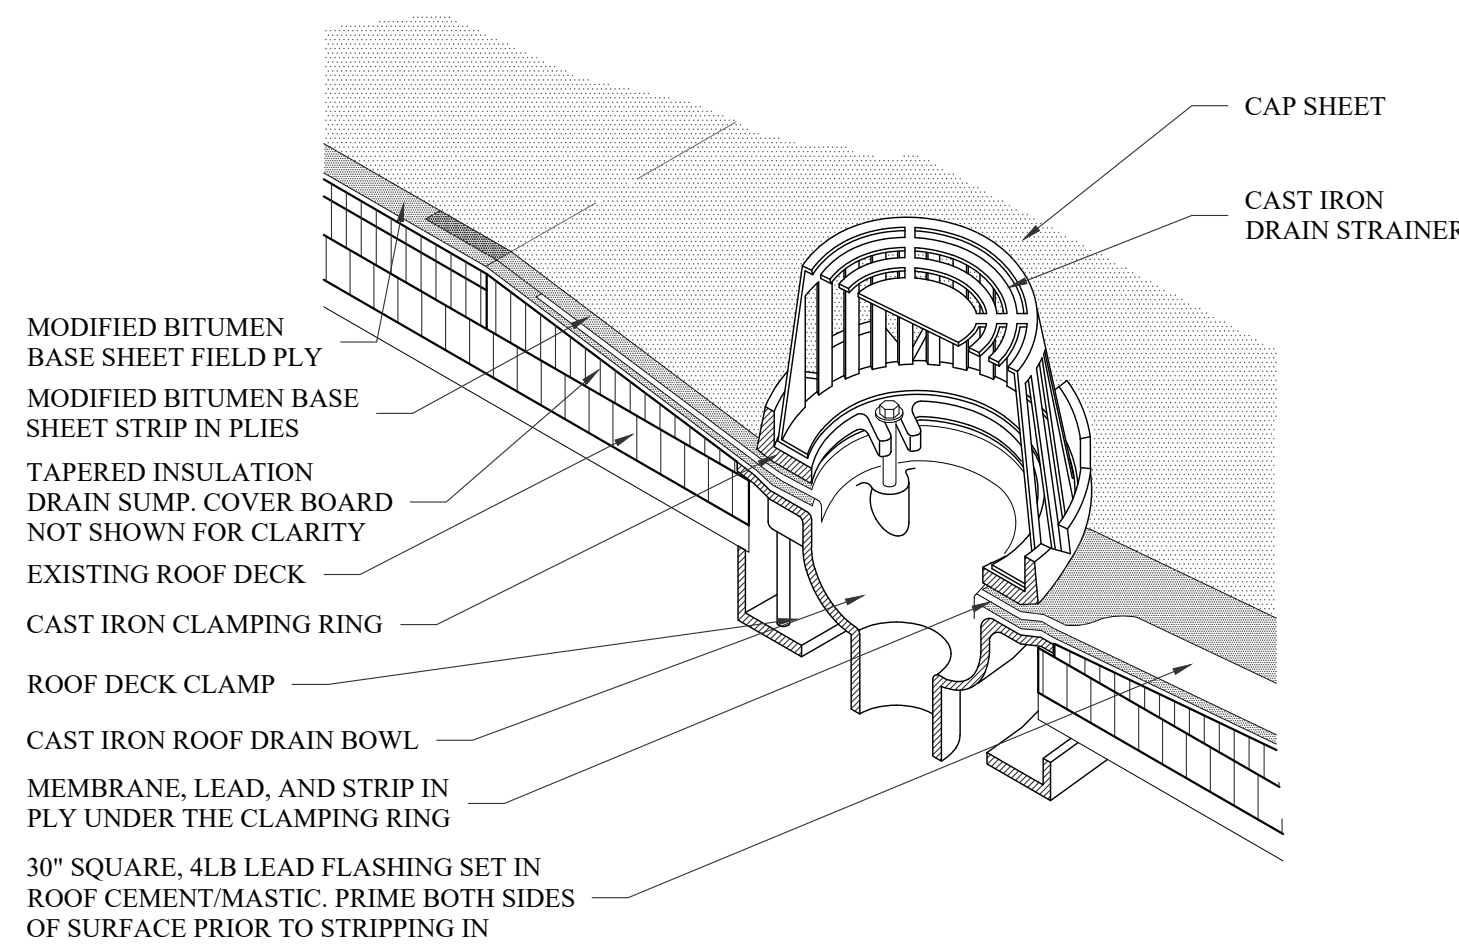 CAP SHEET
CAST IRON
DRAIN STRAINER
MODIFIED BITUMEN
BASE SHEET FIELD PLY
MODIFIED BITUMEN BASE
SHEET STRIP IN PLIES
TAPERED INSULATION
DRAIN SUMP. COVER BOARD
NOT SHOWN FOR CLARITY
EXISTING ROOF DECK
CAST IRON CLAMPING RING
ROOF DECK CLAMP
CAST IRON ROOF DRAIN BOWL
MEMBRANE, LEAD, AND STRIP IN
PLY UNDER THE CLAMPING RING
30" SQUARE, 4LB LEAD FLASHING SET IN
ROOF CEMENT/MASTIC. PRIME BOTH SIDES
OF SURFACE PRIOR TO STRIPPING IN